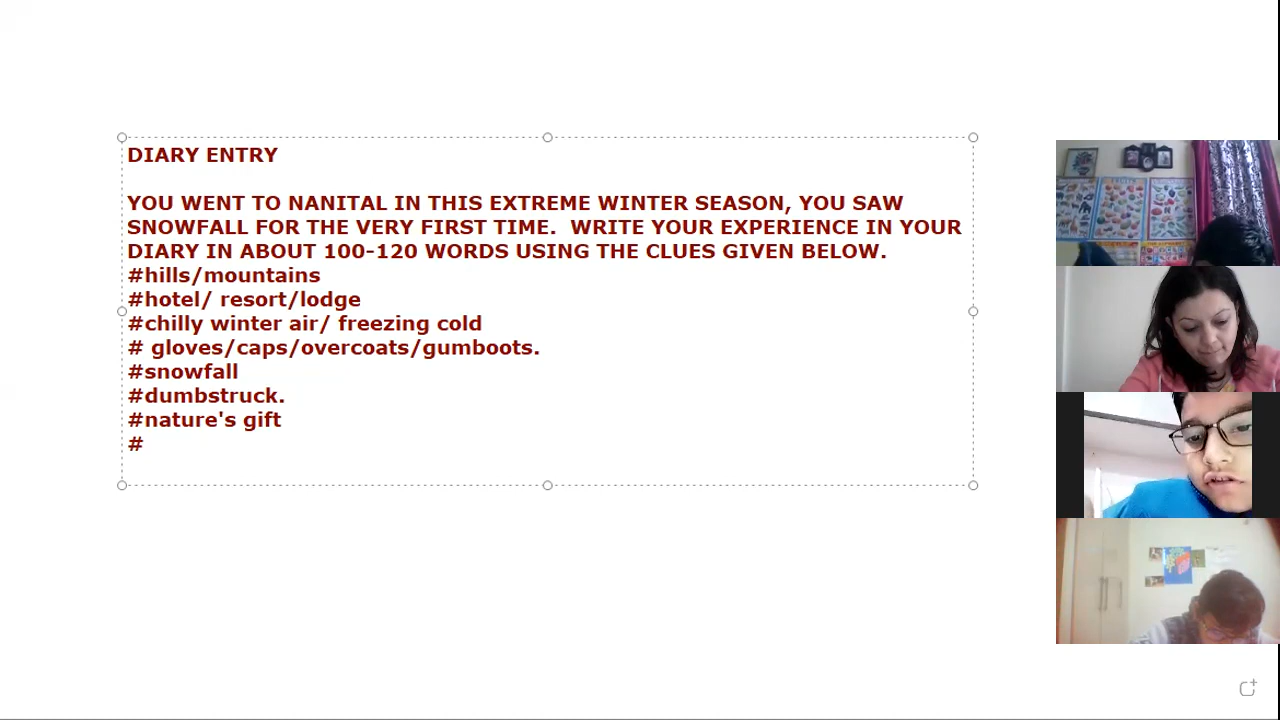 DIARY ENTRY
YOU WENT TO NANITAL IN THIS EXTREME WINTER SEASON, YOU SAW
SNOWFALL FOR THE VERY FIRST TIME.  WRITE YOUR EXPERIENCE IN YOUR
DIARY IN ABOUT 100-120 WORDS USING THE CLUES GIVEN BELOW.
#hills/mountains
#hotel/ resort/lodge
#chilly winter air/ freezing cold
# gloves/caps/overcoats/gumboots.
#snowfall
#dumbstruck.
#nature's gift
#